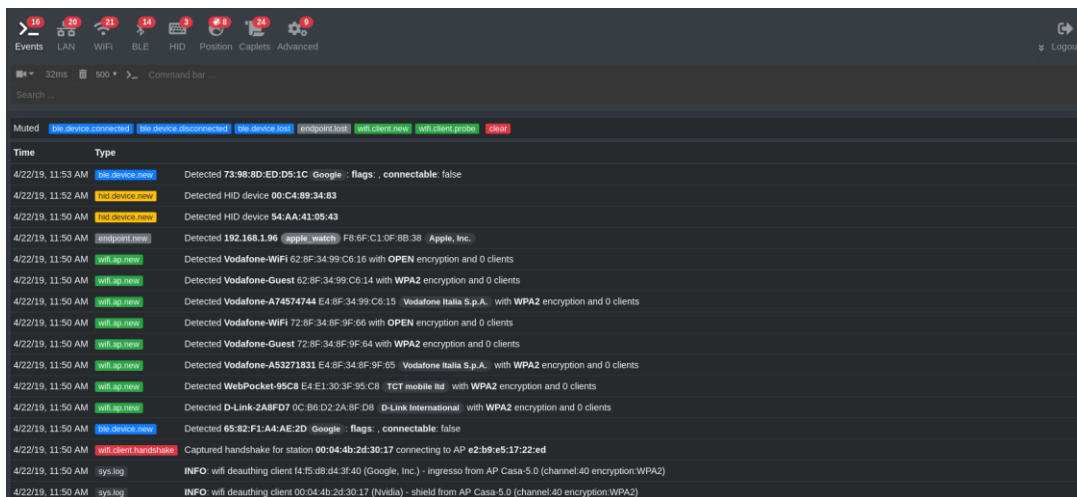 16 20 21 14 3 8 24 9
Events LAN WiFi BLE HID Position Caplets Advanced Logout
32ms 500 Command bar ...
Search ...
Muted ble.device.connected ble.device.disconnected ble.device.lost endpoint.lost wifi.client.new wifi.client.probe clear
Time Type
4/22/19, 11:53 AM ble.device.new Detected 73:98:8D:ED:D5:1C Google : flags: , connectable: false
4/22/19, 11:52 AM hid.device.new Detected HID device 00:C4:89:34:83
4/22/19, 11:50 AM hid.device.new Detected HID device 54:AA:41:05:43
4/22/19, 11:50 AM endpoint.new Detected 192.168.1.96 apple_watch F8:6F:C1:0F:8B:38 Apple, Inc.
4/22/19, 11:50 AM wifi.ap.new Detected Vodafone-WiFi 62:8F:34:99:C6:16 with OPEN encryption and 0 clients
4/22/19, 11:50 AM wifi.ap.new Detected Vodafone-Guest 62:8F:34:99:C6:14 with WPA2 encryption and 0 clients
4/22/19, 11:50 AM wifi.ap.new Detected Vodafone-A74574744 E4:8F:34:99:C6:15 Vodafone Italia S.p.A. with WPA2 encryption and 0 clients
4/22/19, 11:50 AM wifi.ap.new Detected Vodafone-WiFi 72:8F:34:8F:9F:66 with OPEN encryption and 0 clients
4/22/19, 11:50 AM wifi.ap.new Detected Vodafone-Guest 72:8F:34:8F:9F:64 with WPA2 encryption and 0 clients
4/22/19, 11:50 AM wifi.ap.new Detected Vodafone-A53271831 E4:8F:34:8F:9F:65 Vodafone Italia S.p.A. with WPA2 encryption and 0 clients
4/22/19, 11:50 AM wifi.ap.new Detected WebPocket-95C8 E4:E1:30:3F:95:C8 TCT mobile ltd with WPA2 encryption and 0 clients
4/22/19, 11:50 AM wifi.ap.new Detected D-Link-2A8FD7 0C:B6:D2:2A:8F:D8 D-Link International with WPA2 encryption and 0 clients
4/22/19, 11:50 AM ble.device.new Detected 65:82:F1:A4:AE:2D Google : flags: , connectable: false
4/22/19, 11:50 AM wifi.client.handshake Captured handshake for station 00:04:4b:2d:30:17 connecting to AP e2:b9:e5:17:22:ed
4/22/19, 11:50 AM sys.log INFO: wifi deauthing client f4:f5:d8:d4:3f:40 (Google, Inc.) - ingresso from AP Casa-5.0 (channel:40 encryption:WPA2)
4/22/19, 11:50 AM sys.log INFO: wifi deauthing client 00:04:4b:2d:30:17 (Nvidia) - shield from AP Casa-5.0 (channel:40 encryption:WPA2)